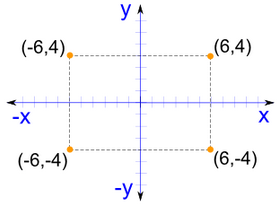 y
(-6,4) (6,4)
-x x
(-6,-4) (6,-4)
-y